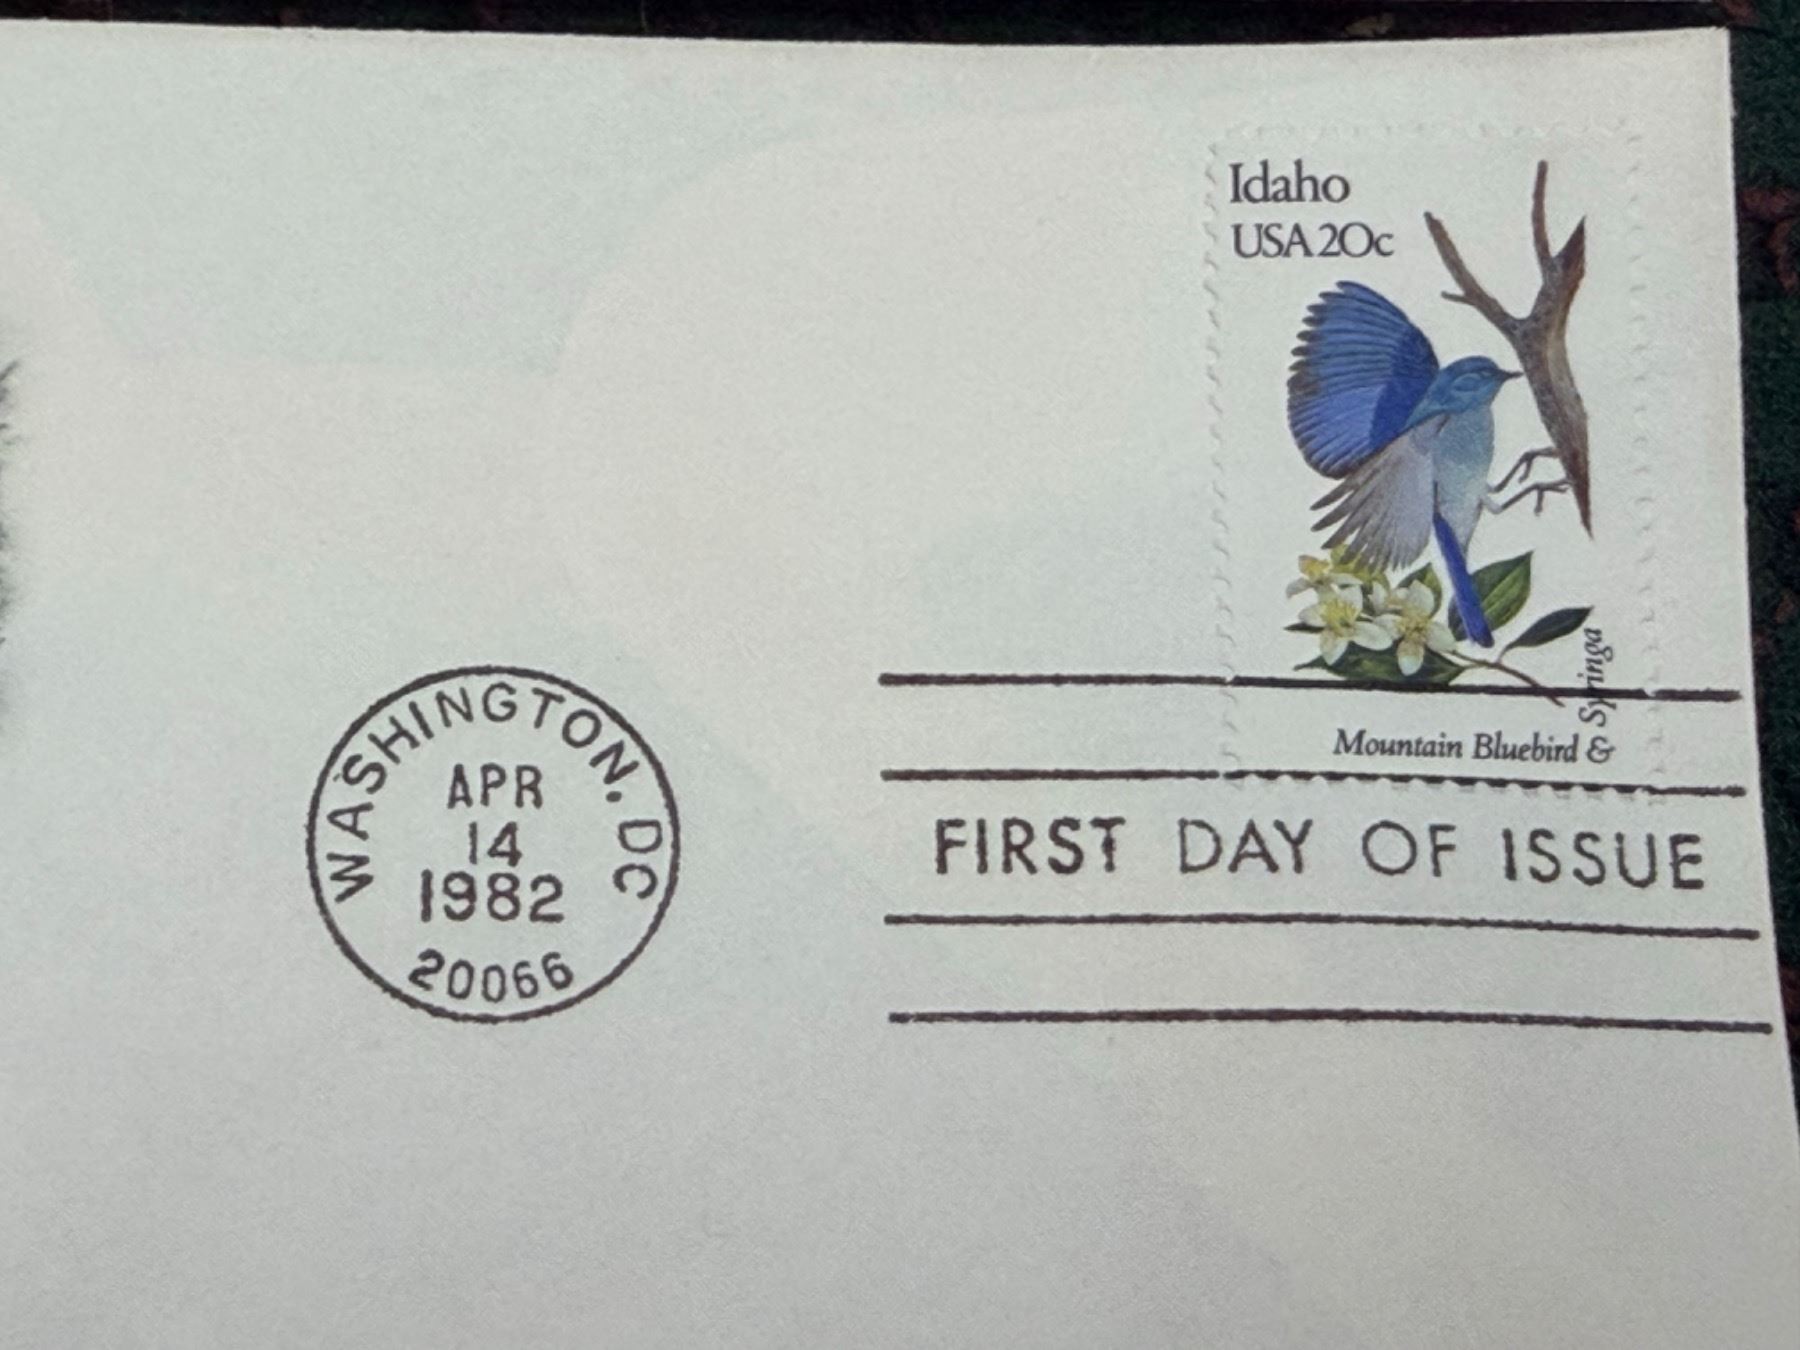 Idaho
USA 20c
Mountain Bluebird & Syringa
WASHINGTON, DC
APR
14
1982
20066
FIRST DAY OF ISSUE